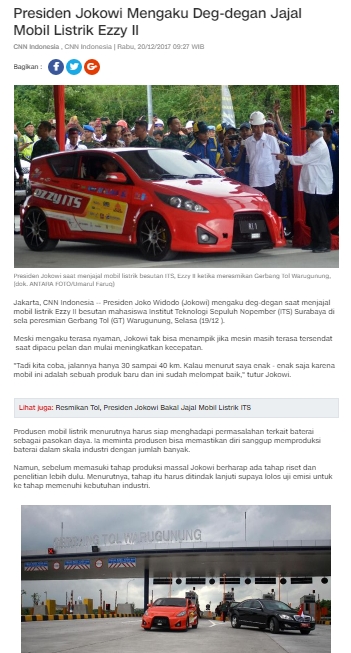 Presiden Jokowi Mengaku Deg-degan Jajal
Mobil Listrik Ezzy II
CNN Indonesia , CNN Indonesia | Rabu, 20/12/2017 09:27 WIB
Bagikan :
EZZY ITS
Presiden Jokowi saat menjajal mobil listrik besutan ITS, Ezzy II ketika meresmikan Gerbang Tol Warugunung,
(dok. ANTARA FOTO/Umarul Faruq)
Jakarta, CNN Indonesia -- Presiden Joko Widodo (Jokowi) mengaku deg-degan saat menjajal
mobil listrik Ezzy II besutan mahasiswa Institut Teknologi Sepuluh Nopember (ITS) Surabaya di
sela peresmian Gerbang Tol (GT) Warugunung, Selasa (19/12 ).
Meski mengaku terasa nyaman, Jokowi tak bisa menampik jika mesin masih terasa tersendat
saat dipacu pelan dan mulai meningkatkan kecepatan.
"Tadi kita coba, jalannya hanya 30 sampai 40 km. Kalau menurut saya enak - enak saja karena
mobil ini adalah sebuah produk baru dan ini sudah melompat baik," tutur Jokowi.
Lihat juga: Resmikan Tol, Presiden Jokowi Bakal Jajal Mobil Listrik ITS
Produsen mobil listrik menurutnya harus siap menghadapi permasalahan terkait baterai
sebagai pasokan daya. Ia meminta produsen bisa memastikan diri sanggup memproduksi
baterai dalam skala industri dengan jumlah banyak.
Namun, sebelum memasuki tahap produksi massal Jokowi berharap ada tahap riset dan
penelitian lebih dulu. Menurutnya, tahap itu harus ditindak lanjuti supaya lolos uji emisi untuk
ke tahap memenuhi kebutuhan industri.
GERBANG TOL WARUGUNUNG